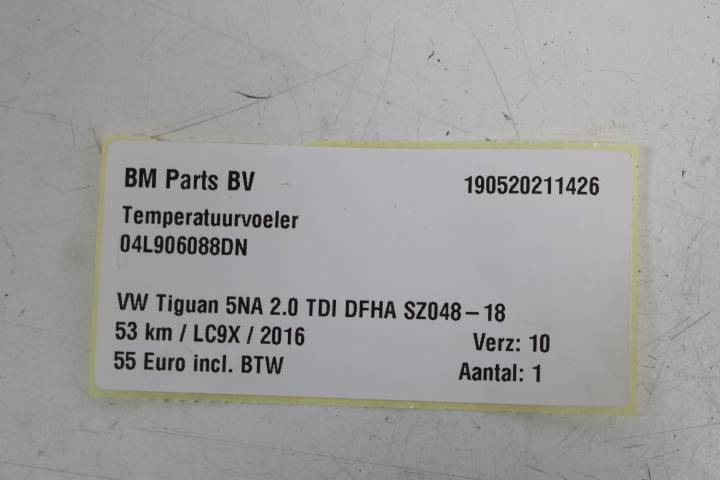 BM Parts BV 190520211426
Temperatuurvoeler
04L906088DN
VW Tiguan 5NA 2.0 TDI DFHA SZ048-18
53 km / LC9X / 2016 Verz: 10
55 Euro incl. BTW Aantal: 1